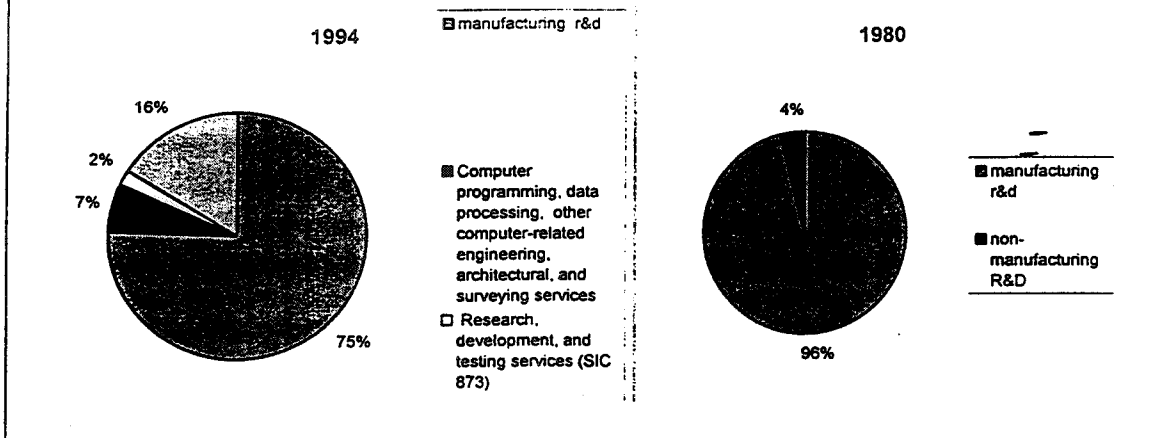 1994
16%
2%
7%
75%
manufacturing r&d
Computer
programming, data
processing, other
computer-related
engineering,
architectural, and
surveying services
Research,
development, and
testing services (SIC
873)
1980
4%
96%
manufacturing
r&d
non-
manufacturing
R&D